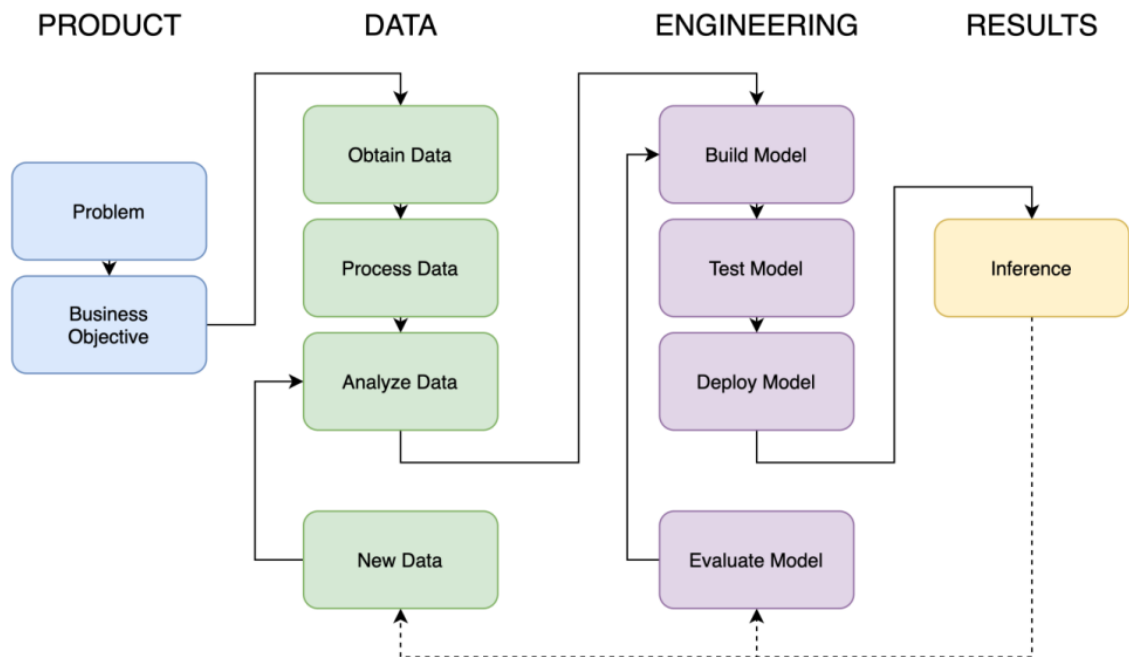 PRODUCT
DATA
ENGINEERING
RESULTS
Problem
Business
Objective
Obtain Data
Process Data
Analyze Data
New Data
Build Model
Test Model
Deploy Model
Evaluate Model
Inference